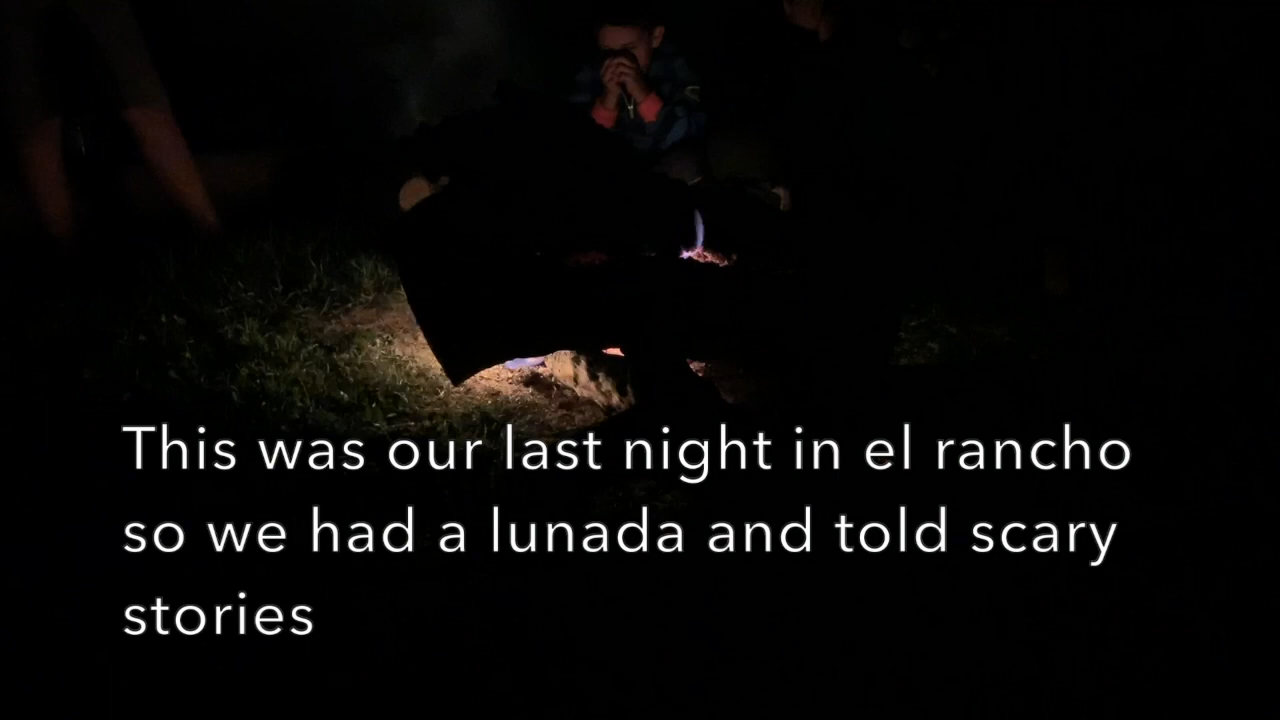 This was our last night in el rancho
so we had a lunada and told scary
stories